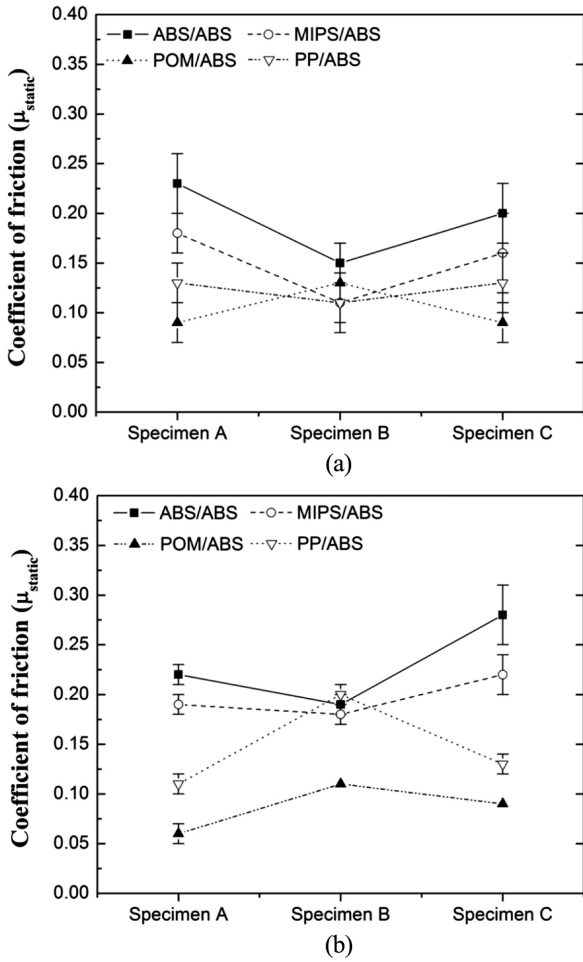 ABS/ABS MIPS/ABS
POM/ABS PP/ABS
Coefficient of friction (μstatic)
0.40
0.35
0.30
0.25
0.20
0.15
0.10
0.05
0.00
Specimen A Specimen B Specimen C
(a)
ABS/ABS MIPS/ABS
POM/ABS PP/ABS
Coefficient of friction (μstatic)
0.40
0.35
0.30
0.25
0.20
0.15
0.10
0.05
0.00
Specimen A Specimen B Specimen C
(b)